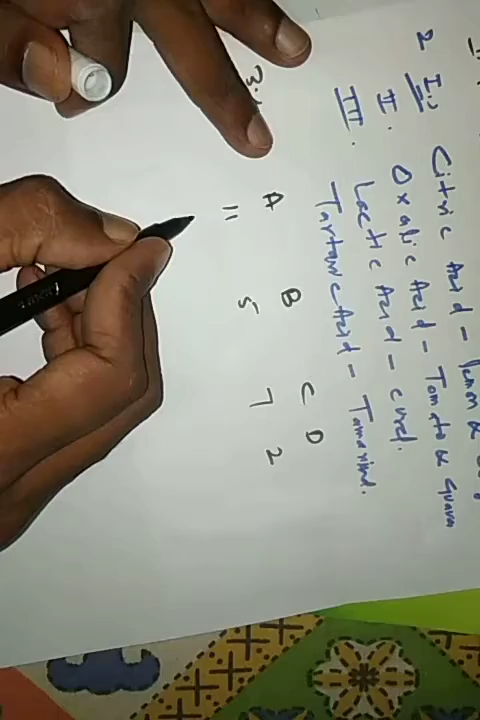 2 I.) Citric Acid -
II. Oxalic Acid - Tomato & Guava
III. Lactic Acid - curd.
Tartaric Acid - Tamarind.
3. A B C D
11 5 7 2